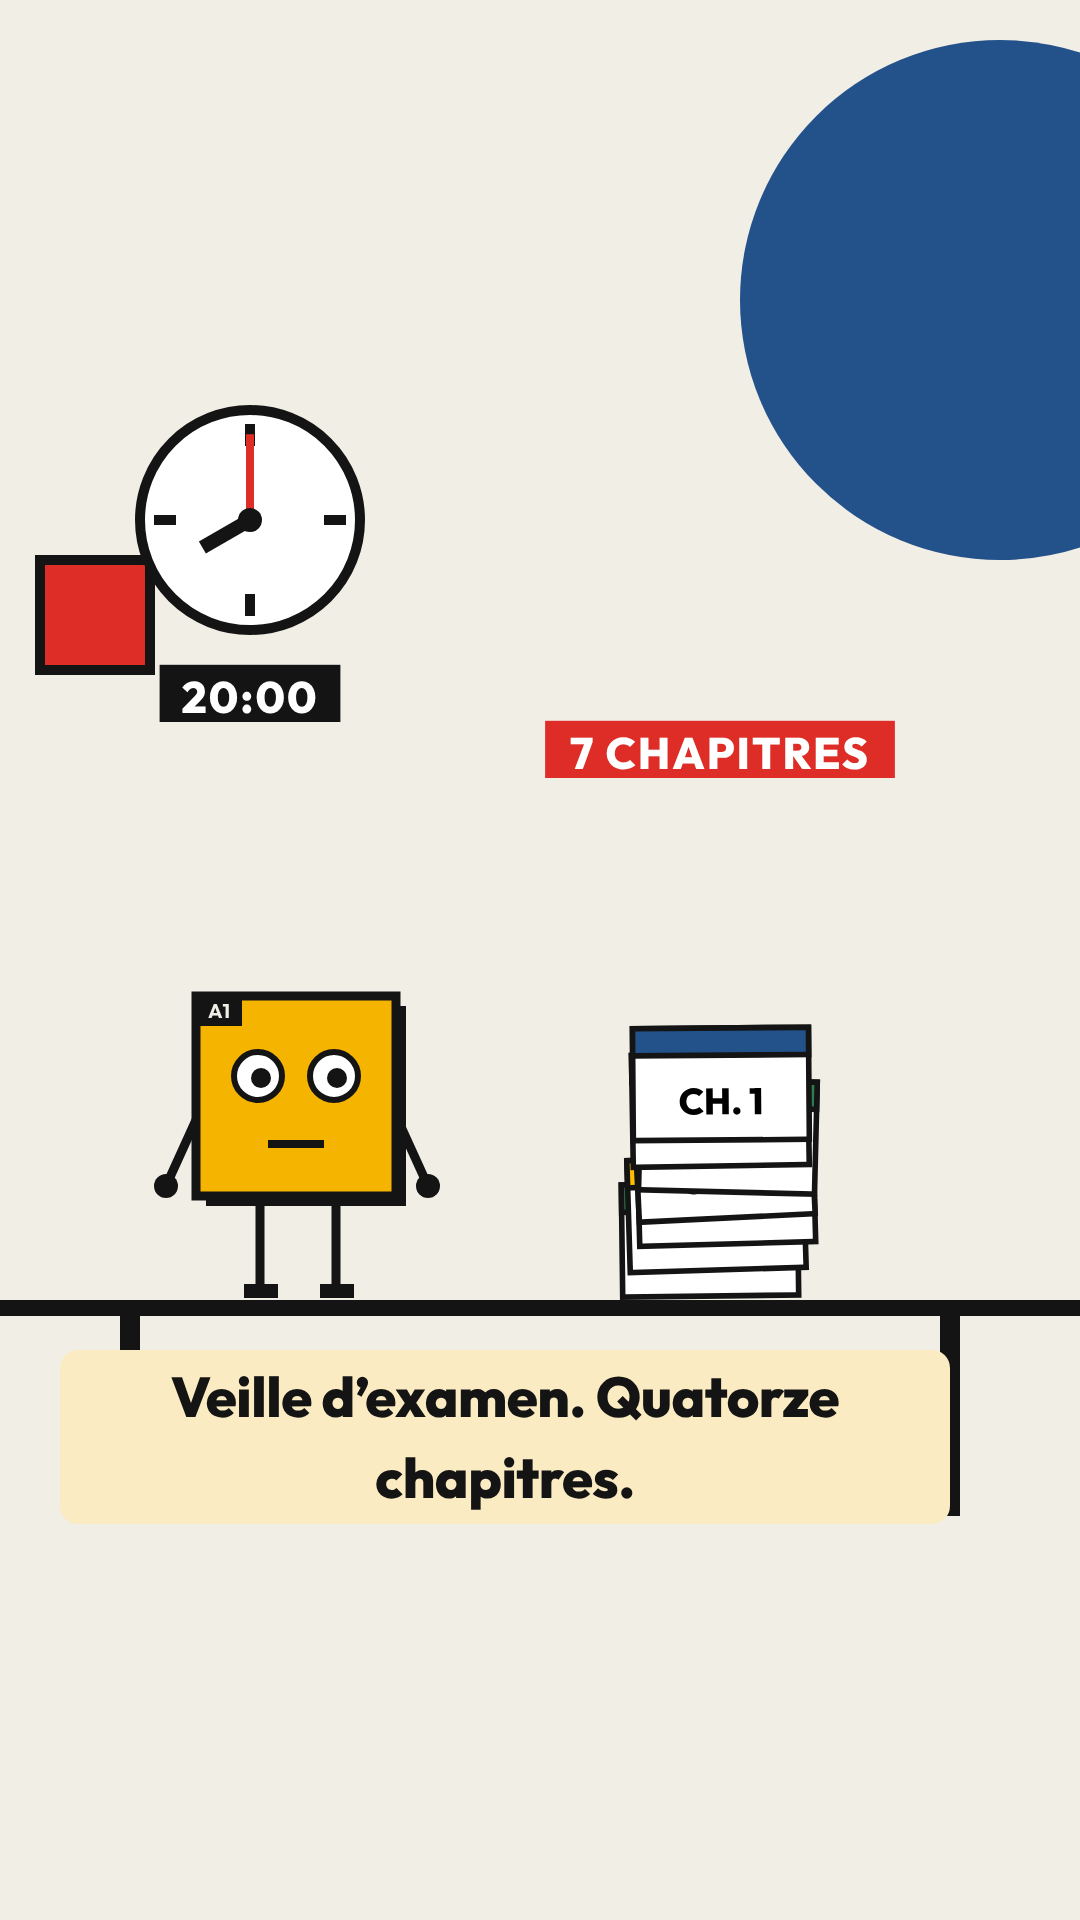 20:00
7 CHAPITRES
A1
CH. 1
Veille d’examen. Quatorze
chapitres.